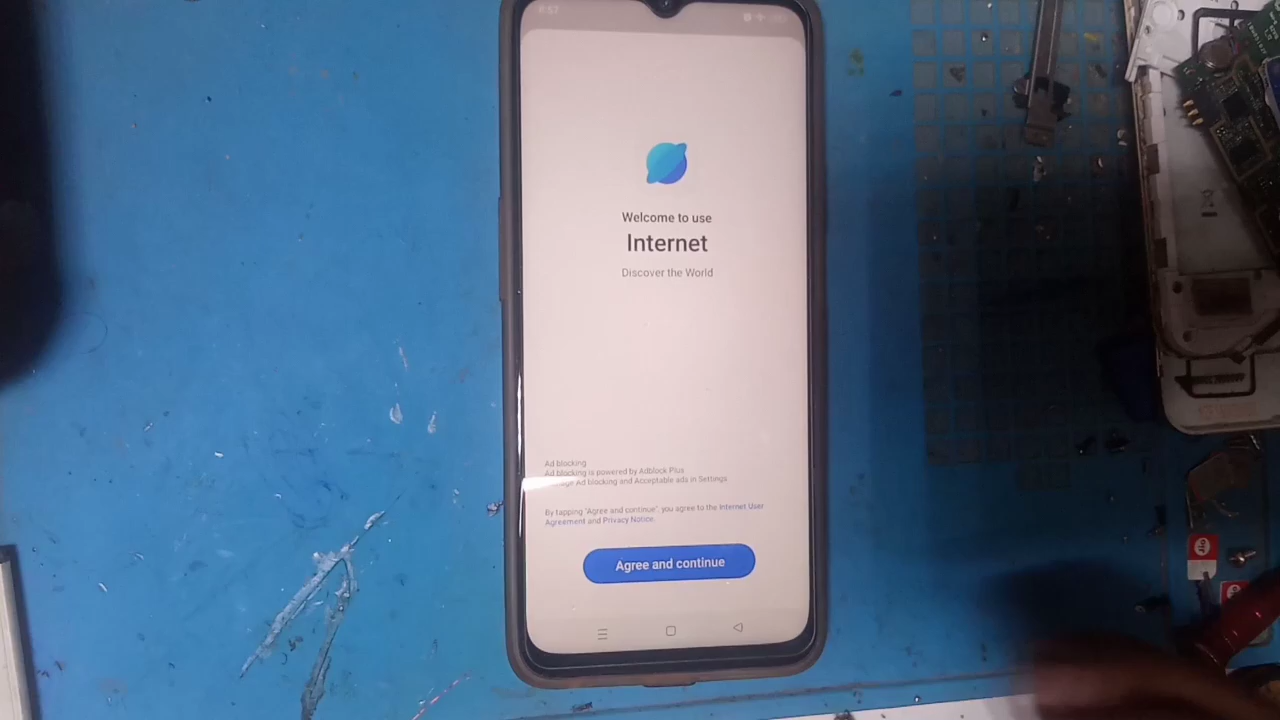 Welcome to use
Internet
Discover the World
Ad blocking
Ad blocking is powered by Adblock Plus
Ad blocking and Acceptable ads in Settings
By tapping "Agree and continue", you agree to the Internet User
Agreement and Privacy Notice.
Agree and continue